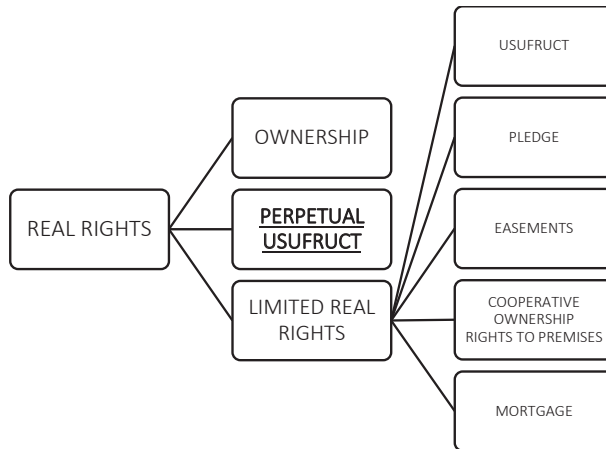 REAL RIGHTS
OWNERSHIP
PERPETUAL
USUFRUCT
LIMITED REAL
RIGHTS
USUFRUCT
PLEDGE
EASEMENTS
COOPERATIVE
OWNERSHIP
RIGHTS TO PREMISES
MORTGAGE